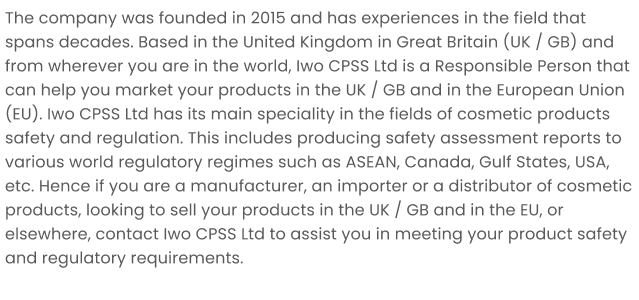 The company was founded in 2015 and has experiences in the field that
spans decades. Based in the United Kingdom in Great Britain (UK / GB) and
from wherever you are in the world, Iwo CPSS Ltd is a Responsible Person that
can help you market your products in the UK / GB and in the European Union
(EU). Iwo CPSS Ltd has its main speciality in the fields of cosmetic products
safety and regulation. This includes producing safety assessment reports to
various world regulatory regimes such as ASEAN, Canada, Gulf States, USA,
etc. Hence if you are a manufacturer, an importer or a distributor of cosmetic
products, looking to sell your products in the UK / GB and in the EU, or
elsewhere, contact Iwo CPSS Ltd to assist you in meeting your product safety
and regulatory requirements.